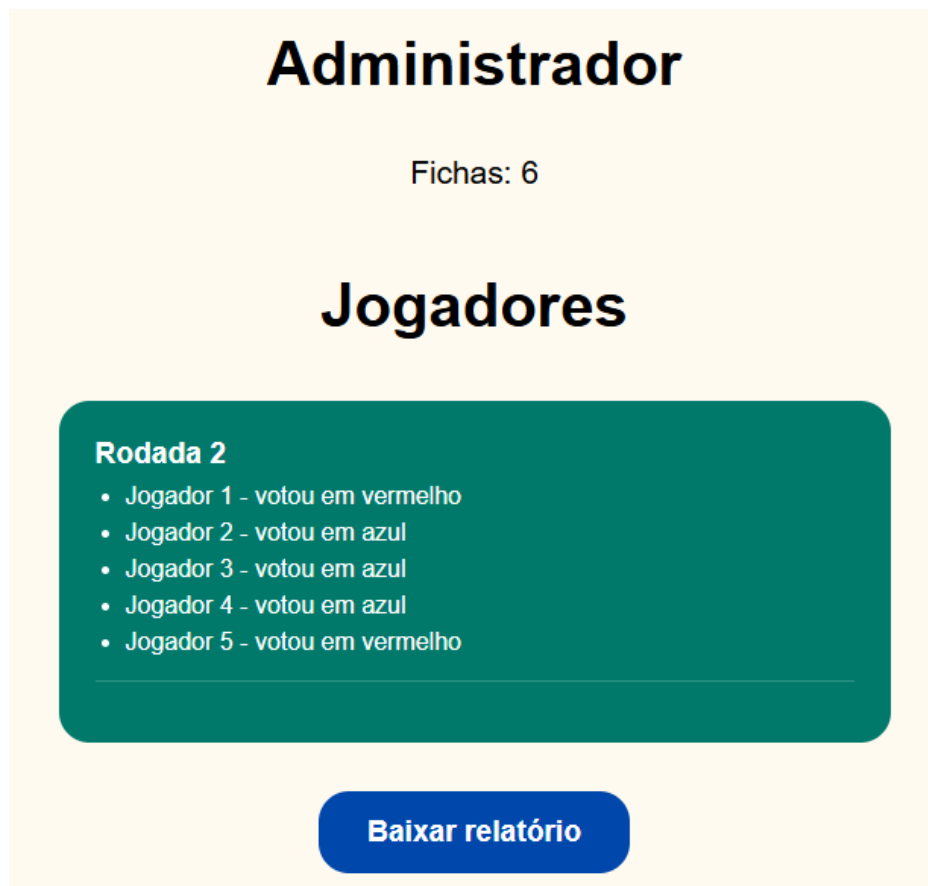 Administrador
Fichas: 6
Jogadores
Rodada 2
• Jogador 1 - votou em vermelho
• Jogador 2 - votou em azul
• Jogador 3 - votou em azul
• Jogador 4 - votou em azul
• Jogador 5 - votou em vermelho
Baixar relatório